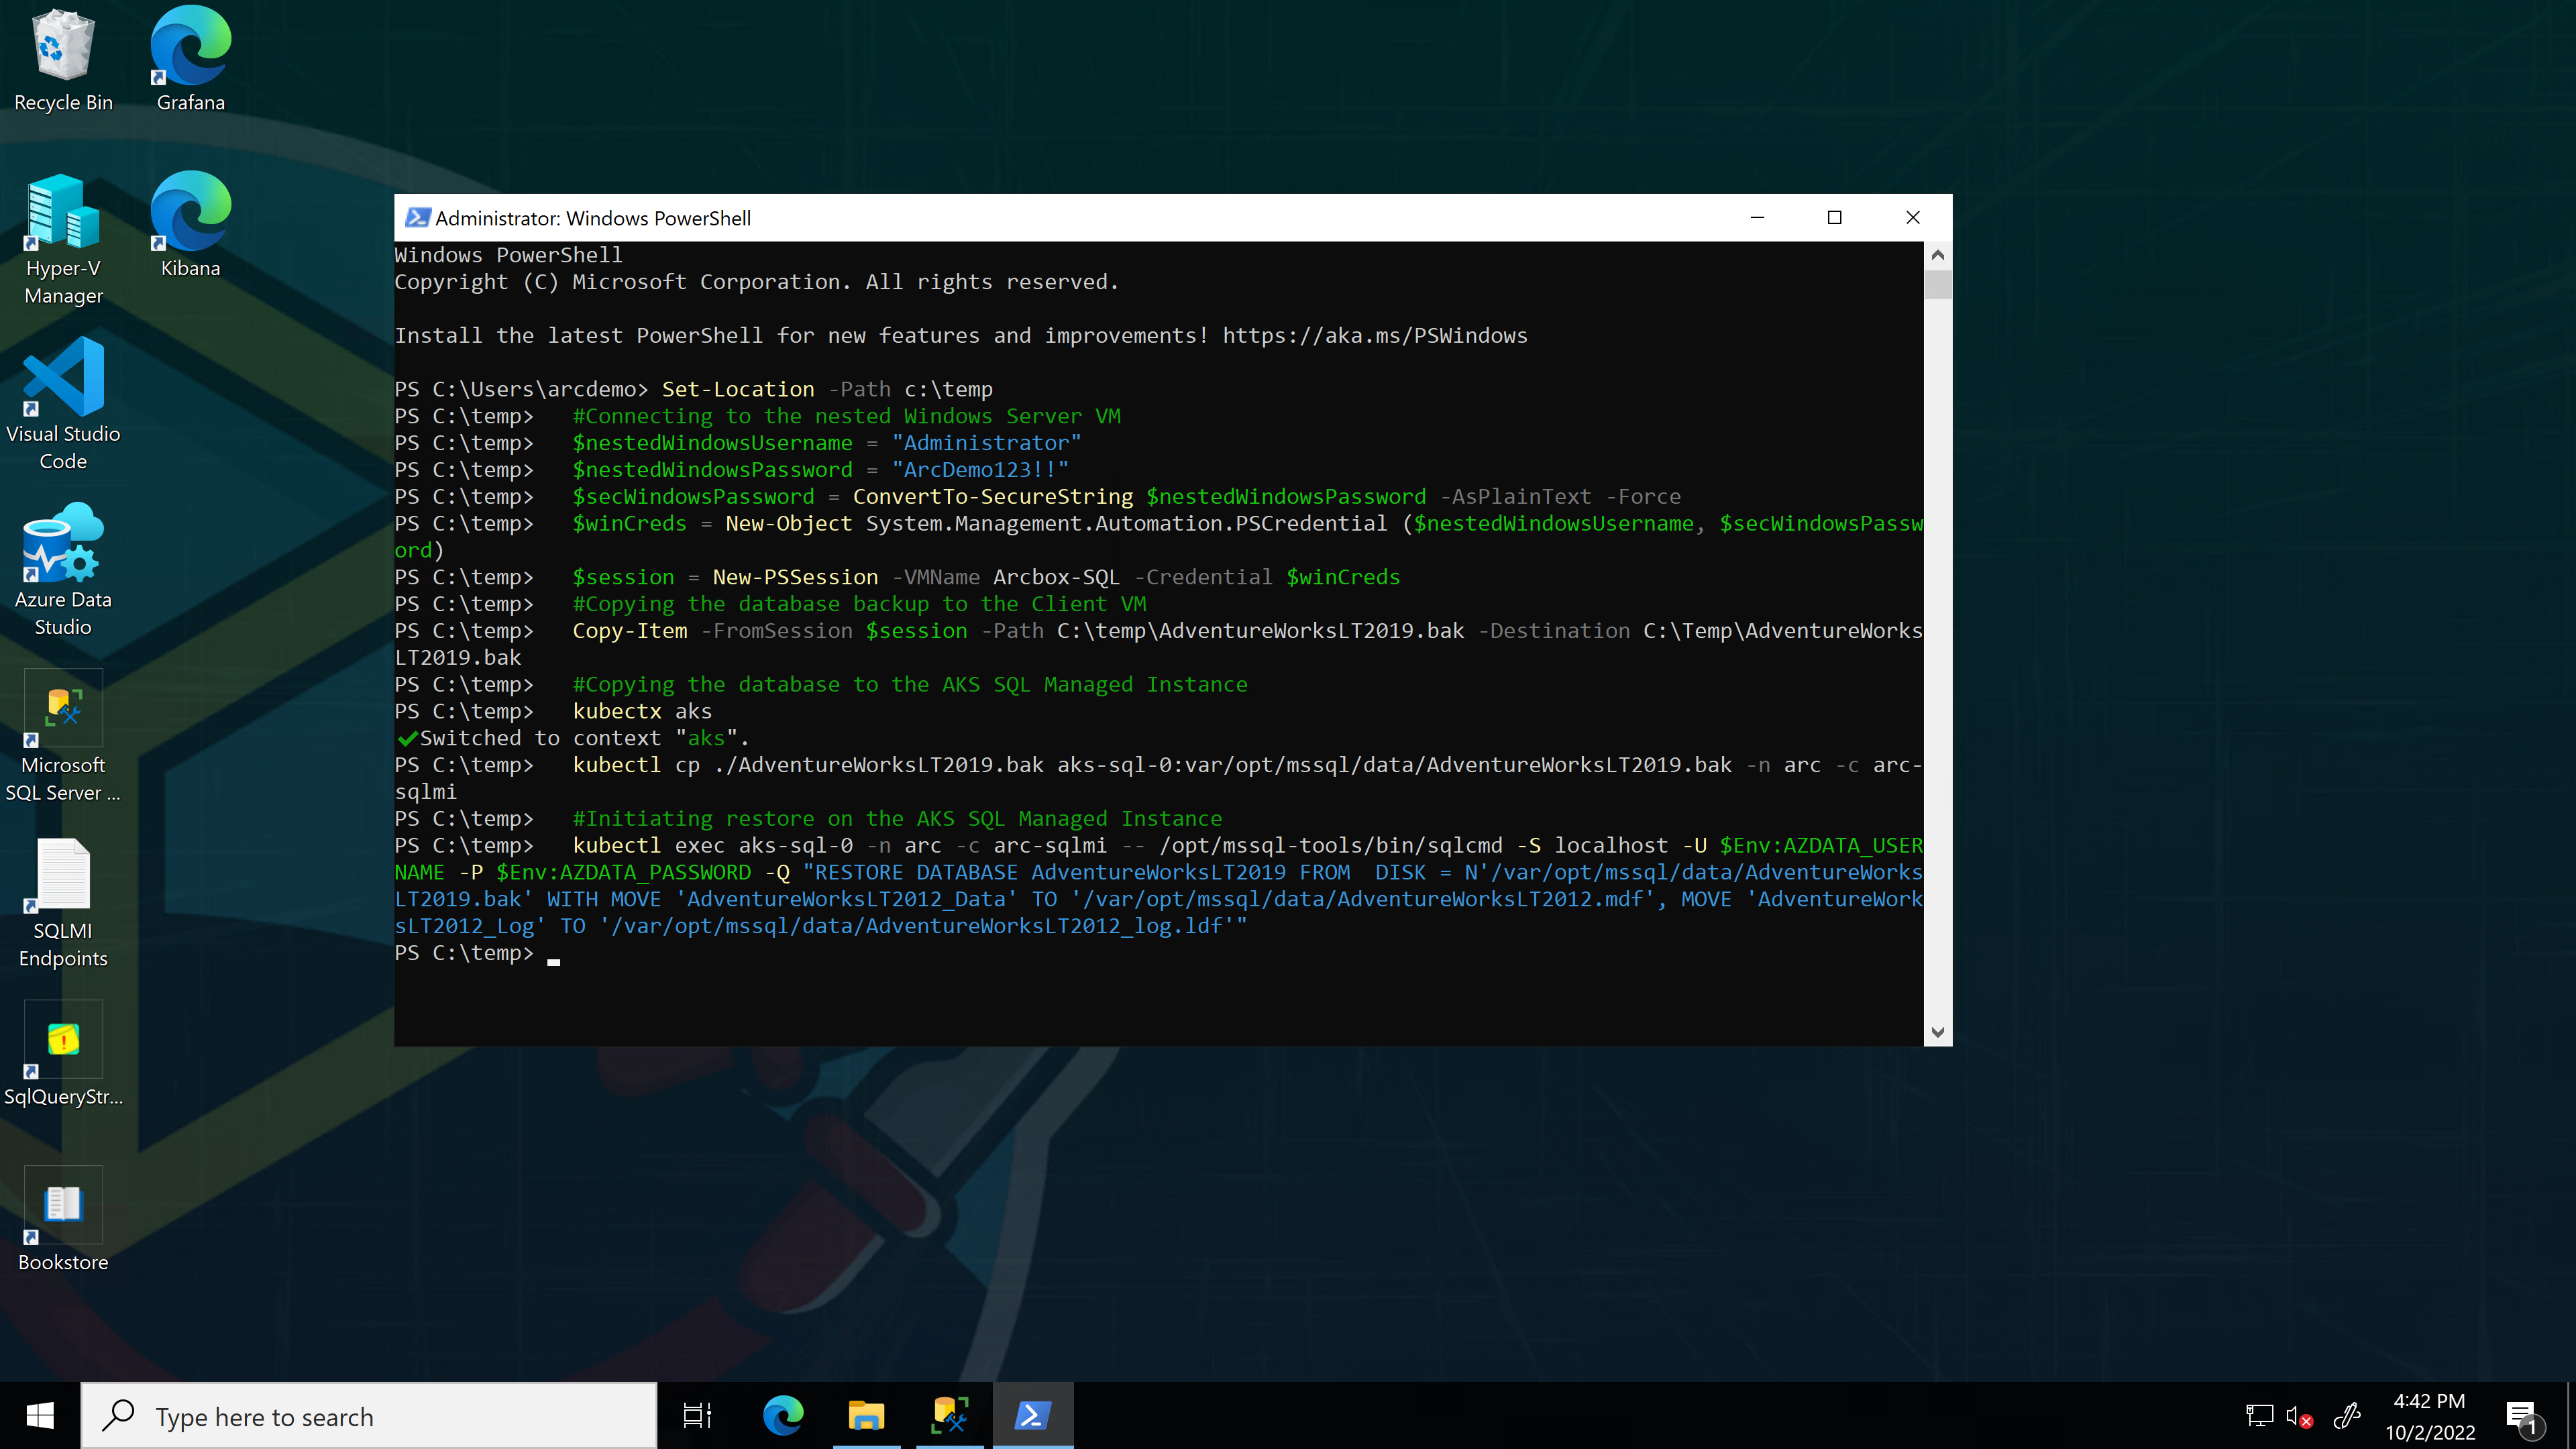 Recycle Bin
Grafana
Hyper-V
Manager
Kibana
Visual Studio
Code
Azure Data
Studio
Microsoft
SQL Server ...
SQLMI
Endpoints
SqlQueryStr...
Bookstore
Administrator: Windows PowerShell
Windows PowerShell
Copyright (C) Microsoft Corporation. All rights reserved.
Install the latest PowerShell for new features and improvements! https://aka.ms/PSWindows
PS C:\Users\arcdemo> Set-Location -Path c:\temp
PS C:\temp>   #Connecting to the nested Windows Server VM
PS C:\temp>   $nestedWindowsUsername = "Administrator"
PS C:\temp>   $nestedWindowsPassword = "ArcDemo123!!"
PS C:\temp>   $secWindowsPassword = ConvertTo-SecureString $nestedWindowsPassword -AsPlainText -Force
PS C:\temp>   $winCreds = New-Object System.Management.Automation.PSCredential ($nestedWindowsUsername, $secWindowsPassw
ord)
PS C:\temp>   $session = New-PSSession -VMName Arcbox-SQL -Credential $winCreds
PS C:\temp>   #Copying the database backup to the Client VM
PS C:\temp>   Copy-Item -FromSession $session -Path C:\temp\AdventureWorksLT2019.bak -Destination C:\Temp\AdventureWorks
LT2019.bak
PS C:\temp>   #Copying the database to the AKS SQL Managed Instance
PS C:\temp>   kubectx aks
✔Switched to context "aks".
PS C:\temp>   kubectl cp ./AdventureWorksLT2019.bak aks-sql-0:var/opt/mssql/data/AdventureWorksLT2019.bak -n arc -c arc-
sqlmi
PS C:\temp>   #Initiating restore on the AKS SQL Managed Instance
PS C:\temp>   kubectl exec aks-sql-0 -n arc -c arc-sqlmi -- /opt/mssql-tools/bin/sqlcmd -S localhost -U $Env:AZDATA_USER
NAME -P $Env:AZDATA_PASSWORD -Q "RESTORE DATABASE AdventureWorksLT2019 FROM  DISK = N'/var/opt/mssql/data/AdventureWorks
LT2019.bak' WITH MOVE 'AdventureWorksLT2012_Data' TO '/var/opt/mssql/data/AdventureWorksLT2012.mdf', MOVE 'AdventureWork
sLT2012_Log' TO '/var/opt/mssql/data/AdventureWorksLT2012_log.ldf'"
PS C:\temp>
Type here to search
4:42 PM
10/2/2022
1